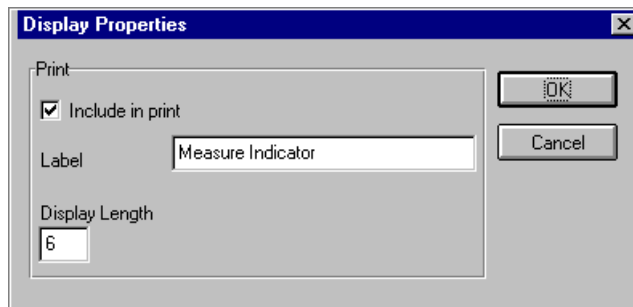 Display Properties
Print
Include in print
OK
Label
Measure Indicator
Cancel
Display Length
6